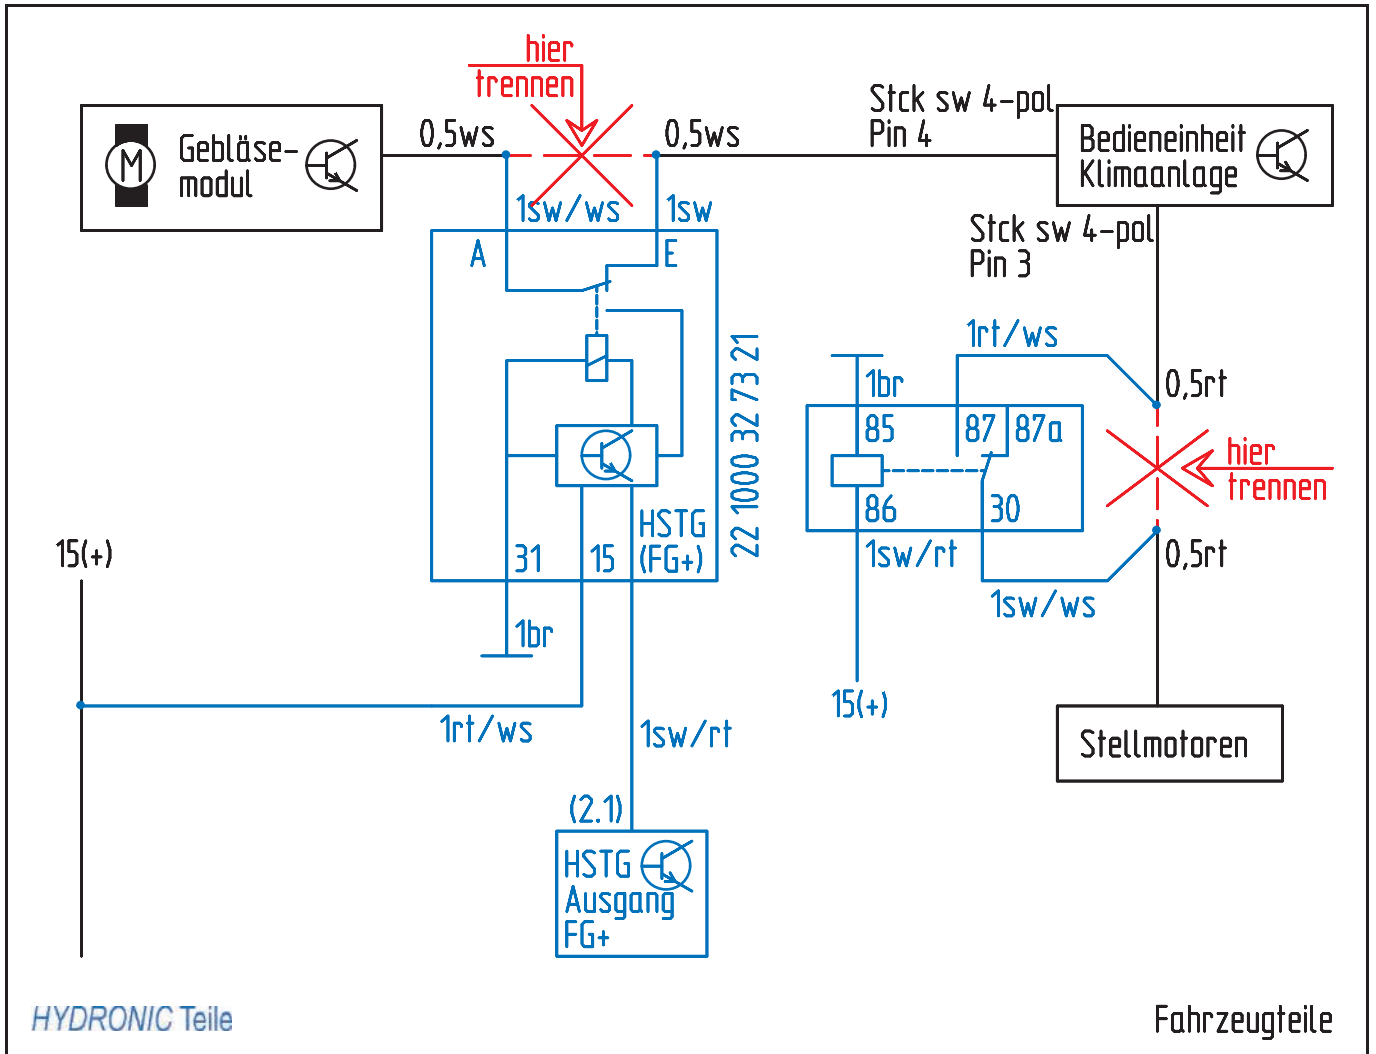 hier
trennen
Stck sw 4-pol
Pin 4
0,5ws
0,5ws
M
Gebläse-
modul
Bedieneinheit
Klimaanlage
1sw/ws
1sw
Stck sw 4-pol
Pin 3
A
E
1rt/ws
22 1000 32 73 21
1br
0,5rt
85
87
87a
hier
trennen
86
30
HSTG
(FG+)
31
15
15(+)
1sw/rt
0,5rt
1sw/ws
1br
15(+)
1rt/ws
1sw/rt
Stellmotoren
(2.1)
HSTG
Ausgang
FG+
HYDRONIC Teile
Fahrzeugteile